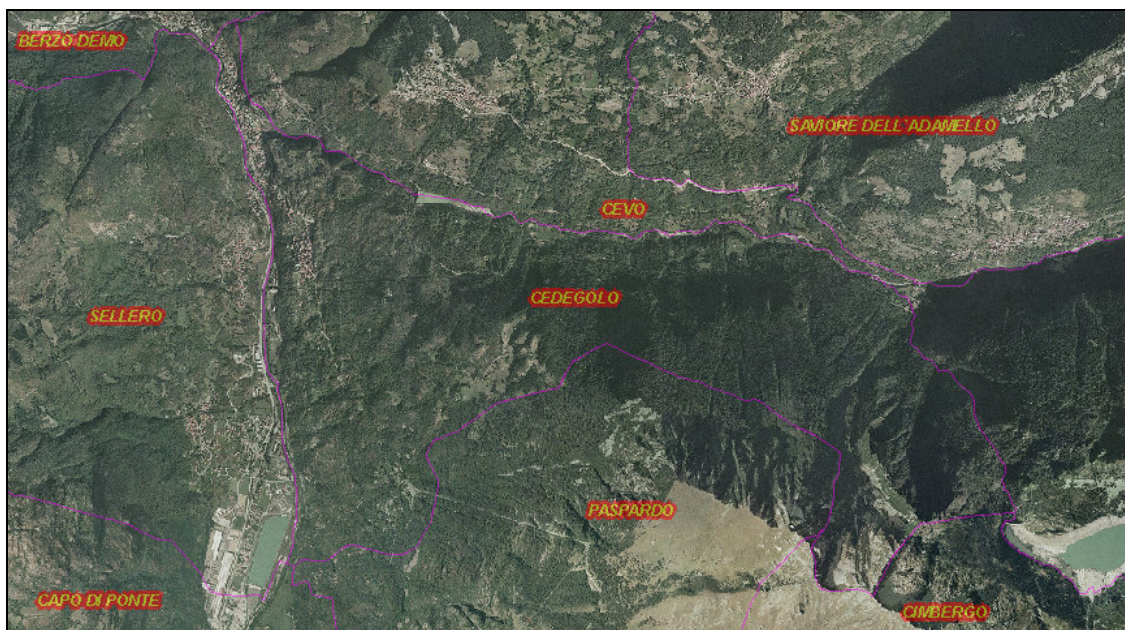 BERZO DEMO
SAVIORE DELL'ADAMELLO
CEVO
CEDEGOLO
SELLERO
PASPARDO
CAPO DI PONTE
CIMBERGO